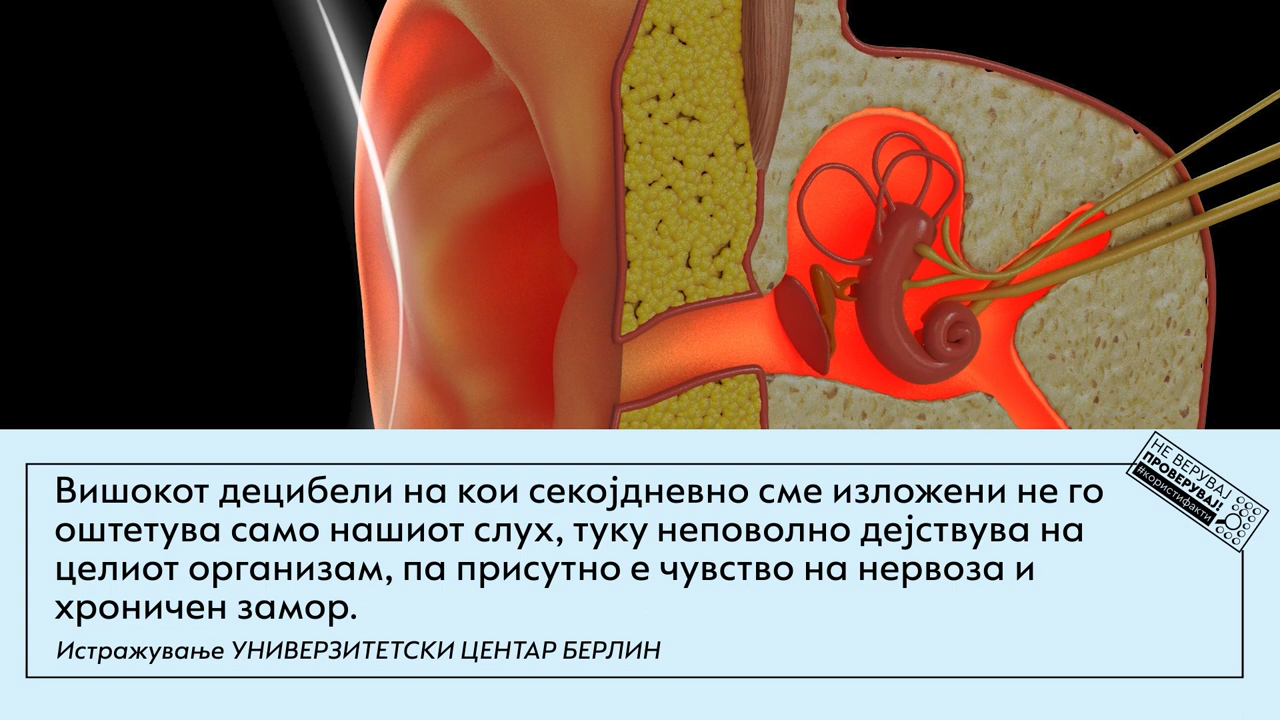 НЕ ВЕРУВАЈ
ПРОВЕРУВАЈ!
#користифакти
Вишокот децибели на кои секојдневно сме изложени не го
оштетува само нашиот слух, туку неповолно дејствува на
целиот организам, па присутно е чувство на нервоза и
хроничен замор.
Истражување УНИВЕРЗИТЕТСКИ ЦЕНТАР БЕРЛИН